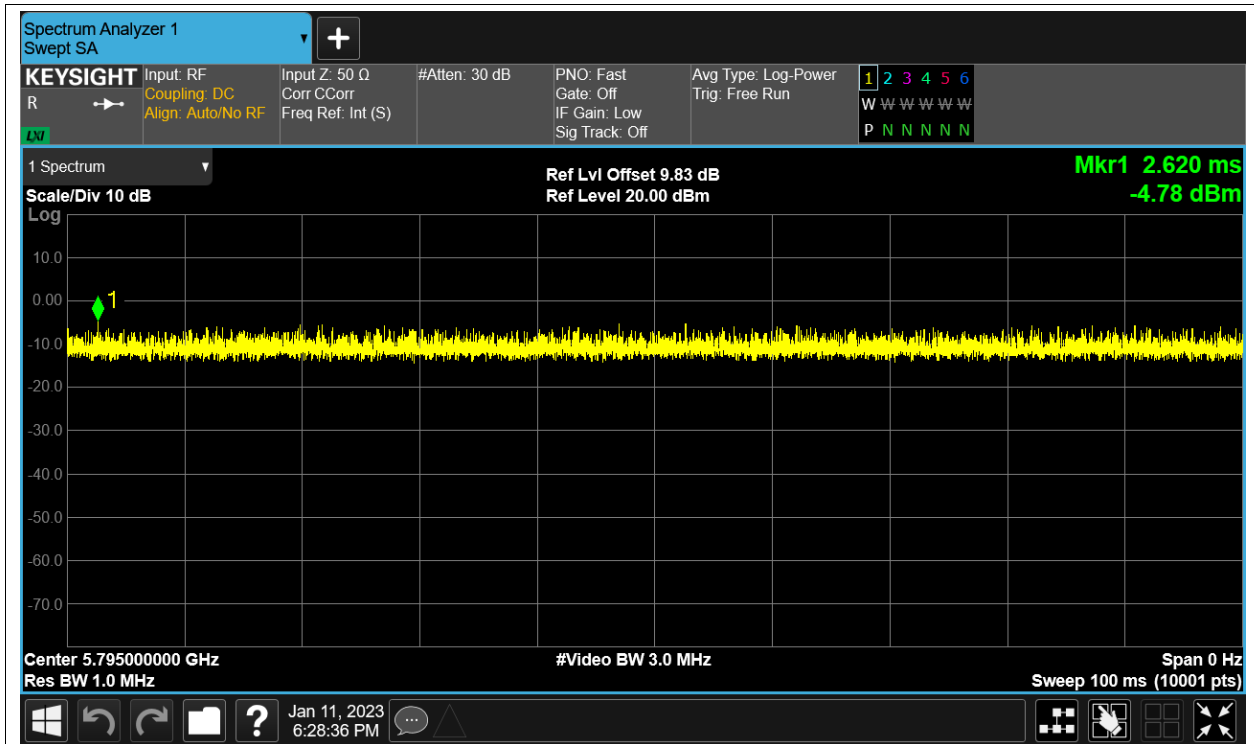 Spectrum Analyzer 1
Swept SA
KEYSIGHT
R
LXI
Input: RF
Coupling: DC
Align: Auto/No RF
Input Z: 50 Ω
Corr CCorr
Freq Ref: Int (S)
#Atten: 30 dB
PNO: Fast
Gate: Off
IF Gain: Low
Sig Track: Off
Avg Type: Log-Power
Trig: Free Run
1 2 3 4 5 6
W W W W W W
P N N N N N
1 Spectrum
Scale/Div 10 dB
Ref Lvl Offset 9.83 dB
Ref Level 20.00 dBm
Mkr1 2.620 ms
-4.78 dBm
Log
10.0
0.00
1
-10.0
-20.0
-30.0
-40.0
-50.0
-60.0
-70.0
Center 5.795000000 GHz
#Video BW 3.0 MHz
Span 0 Hz
Res BW 1.0 MHz
Sweep 100 ms (10001 pts)
?
Jan 11, 2023
6:28:36 PM